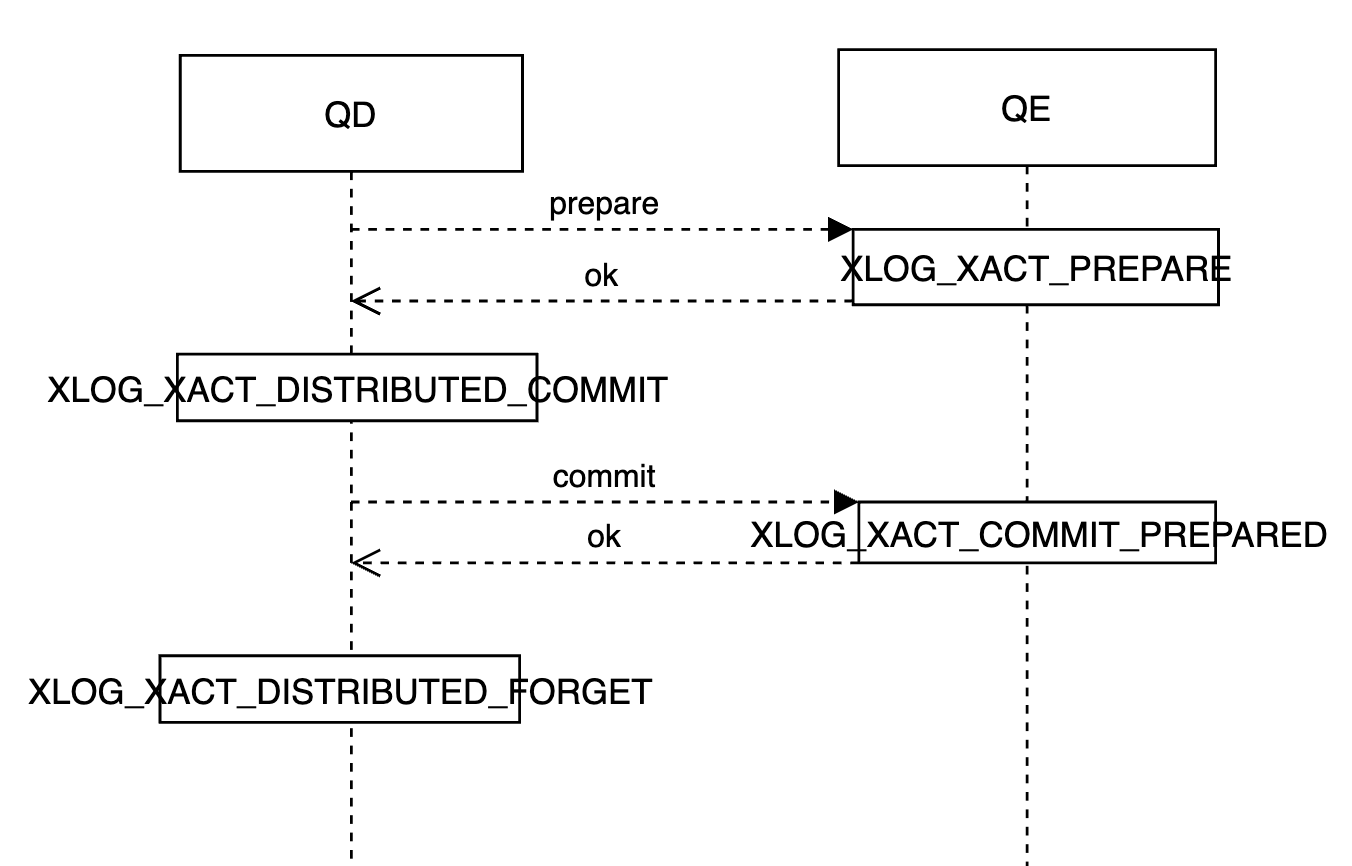 QD
QE
prepare
XLOG_XACT_PREPARE
ok
XLOG_XACT_DISTRIBUTED_COMMIT
commit
XLOG_XACT_COMMIT_PREPARED
ok
XLOG_XACT_DISTRIBUTED_FORGET